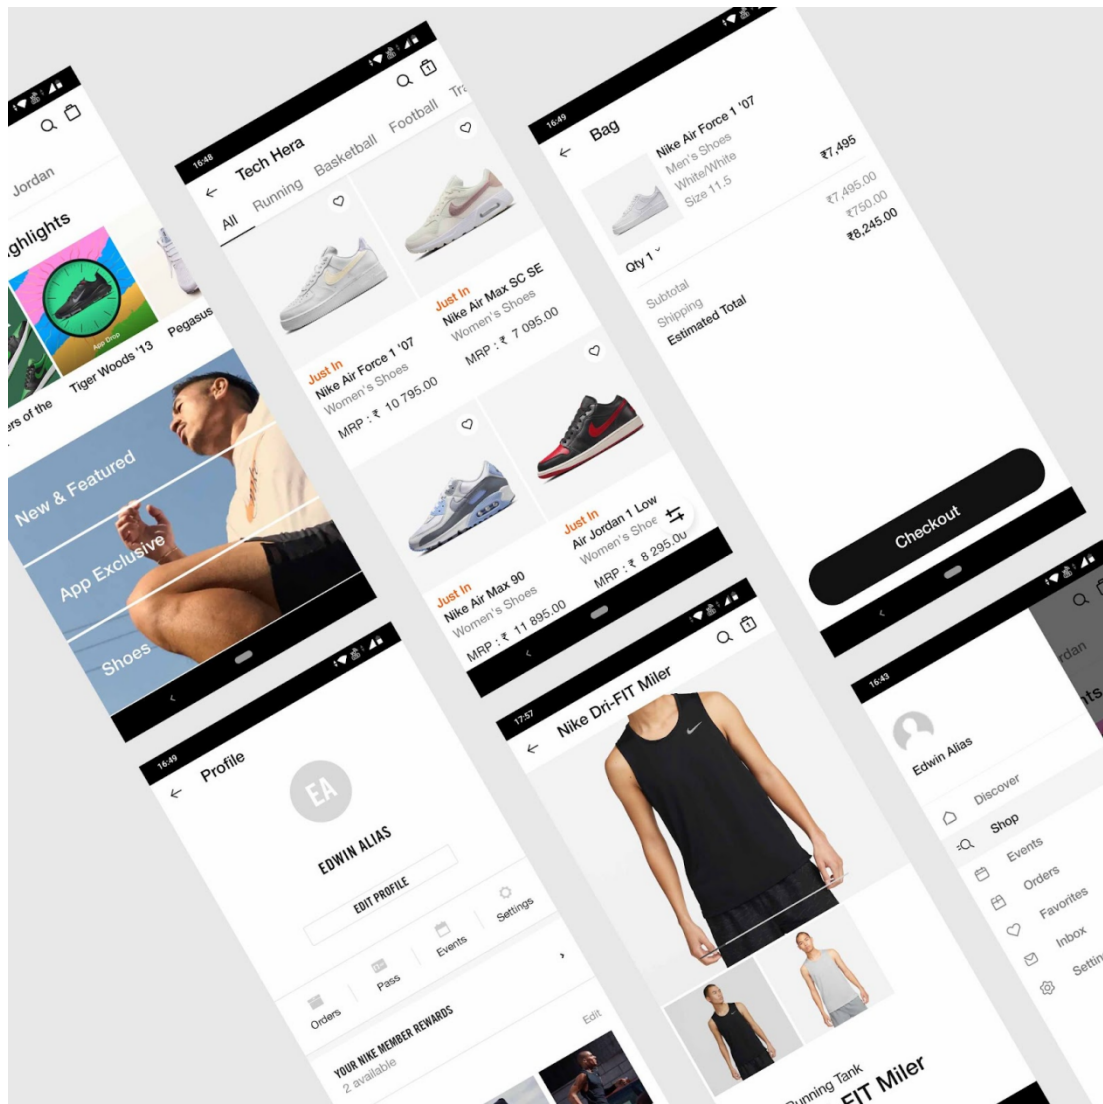 Jordan
ghlights
App Drop
ers of the
Tiger Woods '13
Pegasus
New & Featured
App Exclusive
Shoes
16:48
1
Tech Hera
All
Running
Basketball
Football
Tra
Just In
Nike Air Force 1 '07
Women's Shoes
MRP : ₹ 10 795.00
Just In
Nike Air Max SC SE
Women's Shoes
MRP : ₹ 7 095.00
Just In
Nike Air Max 90
Women's Shoes
MRP : ₹ 11 895.00
Just In
Air Jordan 1 Low
Women's Shoe
MRP : ₹ 8 295.00
16:49
Bag
Nike Air Force 1 '07
₹7,495
Men's Shoes
White/White
Size 11.5
Qty 1
Subtotal
₹7,495.00
Shipping
₹750.00
Estimated Total
₹8,245.00
Checkout
16:49
Profile
EA
EDWIN ALIAS
EDIT PROFILE
Orders
Pass
Events
Settings
YOUR NIKE MEMBER REWARDS
2 available
Edit
17:57
1
Nike Dri-FIT Miler
Running Tank
FIT Miler
16:43
Edwin Alias
Discover
Shop
Events
Orders
Favorites
Inbox
Settin
rdan
hts